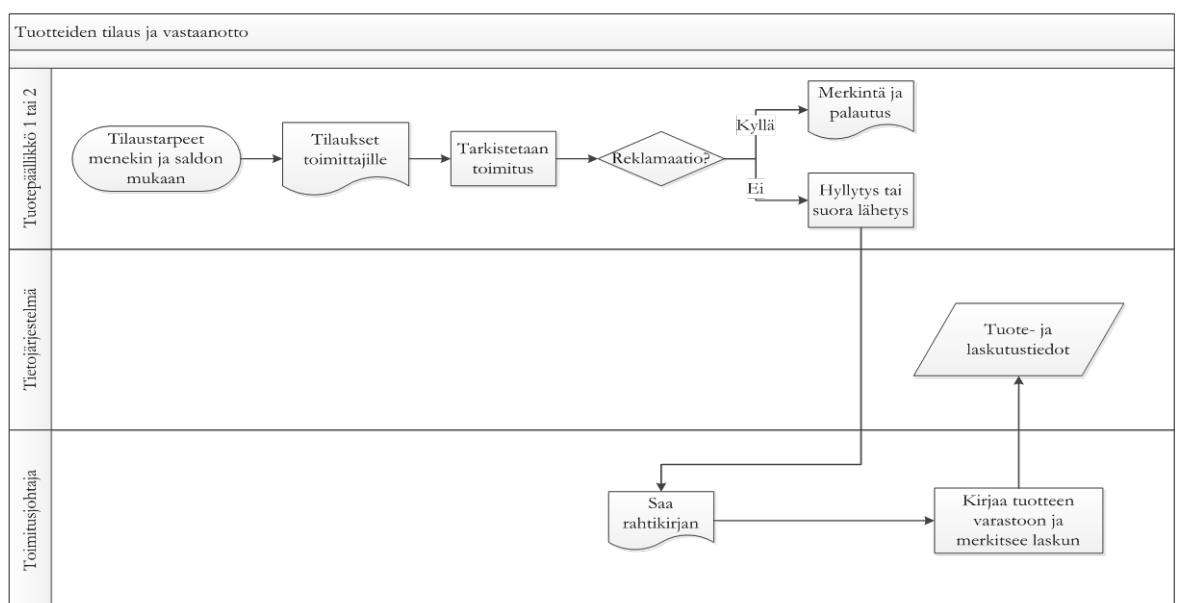 Tuotteiden tilaus ja vastaanotto
Tuotepäällikkö 1 tai 2
Tilaustarpeet
menekin ja saldon
mukaan
Tilaukset
toimittajille
Tarkistetaan
toimitus
Reklamaatio?
Kyllä
Merkintä ja
palautus
Ei
Hyllytys tai
suora lähetys
Tietojärjestelmä
Tuote- ja
laskutustiedot
Toimitusjohtaja
Saa
rahtikirjan
Kirjaa tuotteen
varastoon ja
merkitsee laskun